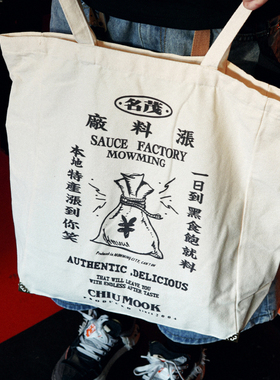 茂名
漲料廠
SAUCE FACTORY
MOWMING
一日到黑食飽就料
本地特產漲到你笑
¥
AUTHENTIC .DELICIOUS
THAT WILL LEAVE YOU
WITH ENDLESS AFTER TASTE
CHIUMOOK